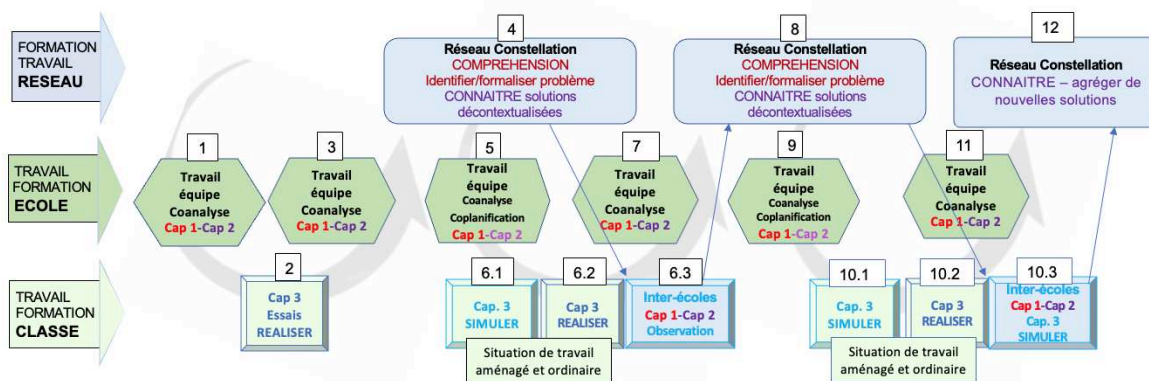 FORMATION
TRAVAIL
RESEAU
4
Réseau Constellation
COMPREHENSION
Identifier/formaliser problème
CONNAITRE solutions
décontextualisées
8
Réseau Constellation
COMPREHENSION
Identifier/formaliser problème
CONNAITRE solutions
décontextualisées
12
Réseau Constellation
CONNAITRE – agréger de
nouvelles solutions
TRAVAIL
FORMATION
ECOLE
1
Travail
équipe
Coanalyse
Cap 1-Cap 2
3
Travail
équipe
Coanalyse
Cap 1-Cap 2
5
Travail
équipe
Coanalyse
Coplanification
Cap 1-Cap 2
7
Travail
équipe
Coanalyse
Cap 1-Cap 2
9
Travail
équipe
Coanalyse
Coplanification
Cap 1-Cap 2
11
Travail
équipe
Coanalyse
Cap 1-Cap 2
TRAVAIL
FORMATION
CLASSE
2
Cap 3
Essais
REALISER
6.1
Cap. 3
SIMULER
6.2
Cap 3
REALISER
6.3
Inter-écoles
Cap 1-Cap 2
Observation
Situation de travail
aménagé et ordinaire
10.1
Cap. 3
SIMULER
10.2
Cap 3
REALISER
10.3
Inter-écoles
Cap 1-Cap 2
Cap. 3
SIMULER
Situation de travail
aménagé et ordinaire